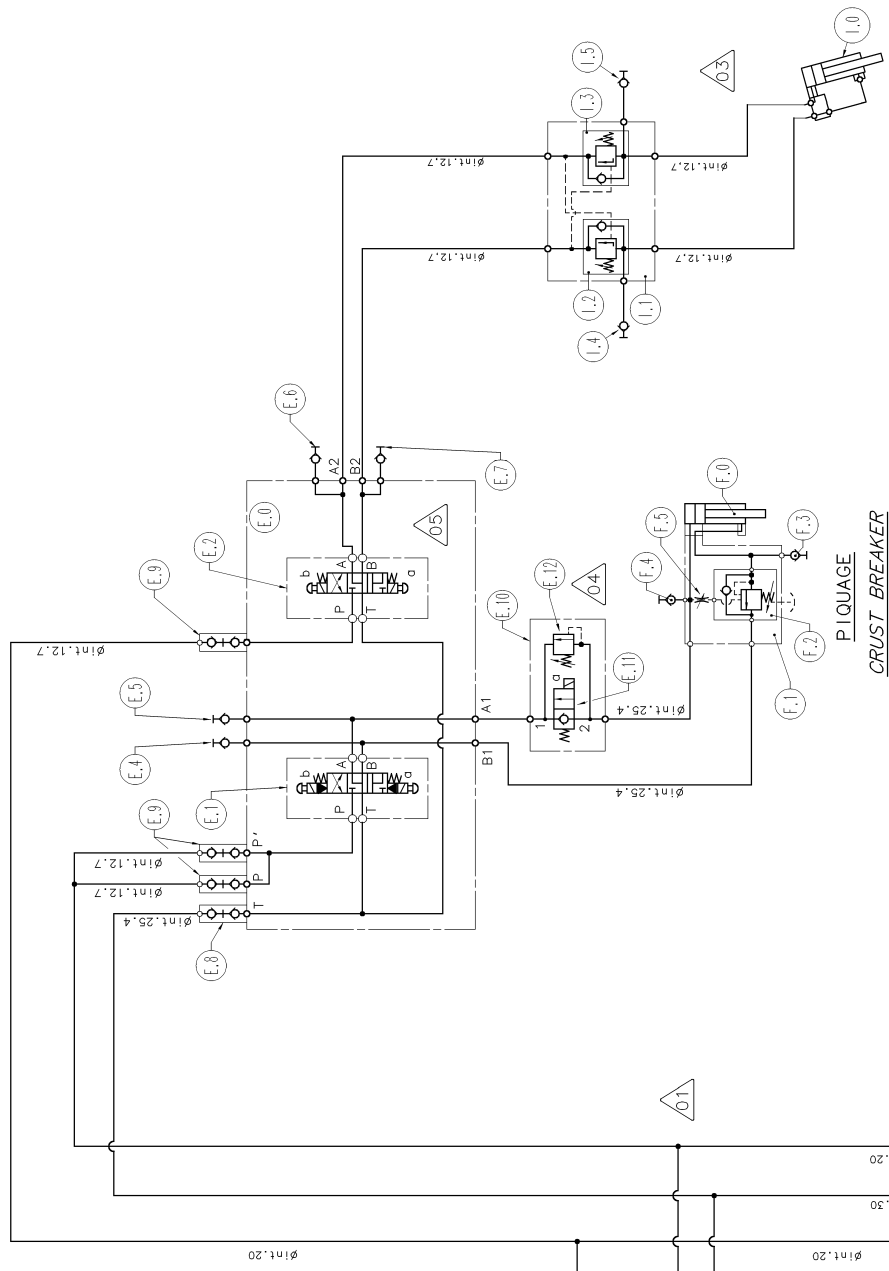 E.9
Øint.12.7
E.5
E.4
E.9
E.1
Øint.12.7
Øint.12.7
Øint.25.4
P'
P
T
E.8
E.2
E.0
b
a
P
T
A
B
b
a
P
T
A
B
05
E.6
A2
B2
E.7
Øint.12.7
Øint.12.7
A1
B1
E.10
E.12
04
a
1
2
E.11
Øint.25.4
Øint.25.4
I.5
I.3
03
I.2
I.1
I.4
Øint.12,7
Øint.12.7
I.0
F.0
F.5
F.4
F.3
F.2
F.1
PIQUAGE
CRUST BREAKER
01
Øint.20
Øint.20
.20
.30